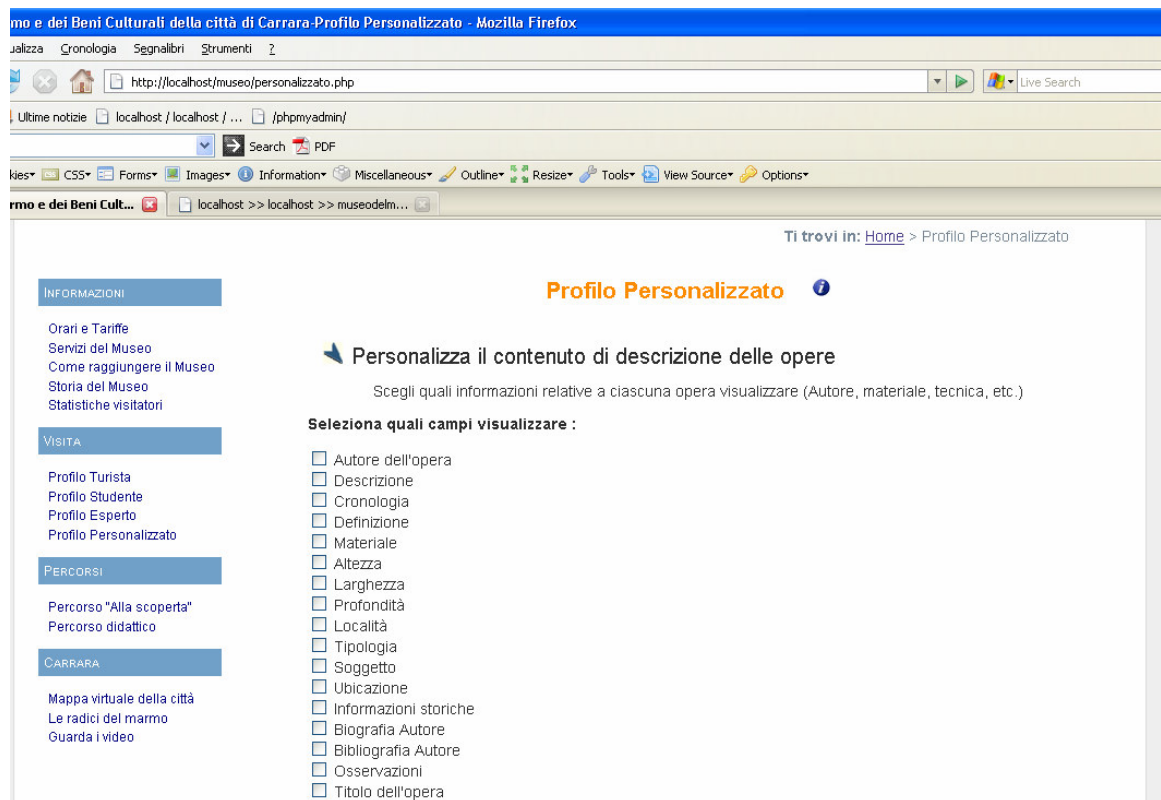 mo e dei Beni Culturali della città di Carrara-Profilo Personalizzato - Mozilla Firefox
ualizza Cronologia Segnalibri Strumenti ?
http://localhost/museo/personalizzato.php
Live Search
Ultime notizie localhost / localhost / ... /phpmyadmin/
Search PDF
kies CSS Forms Images Information Miscellaneous Outline Resize Tools View Source Options
rmo e dei Beni Cult... localhost >> localhost >> museodelm...
Ti trovi in: Home > Profilo Personalizzato
INFORMAZIONI
Orari e Tariffe
Servizi del Museo
Come raggiungere il Museo
Storia del Museo
Statistiche visitatori
VISITA
Profilo Turista
Profilo Studente
Profilo Esperto
Profilo Personalizzato
PERCORSI
Percorso "Alla scoperta"
Percorso didattico
CARRARA
Mappa virtuale della città
Le radici del marmo
Guarda i video
Profilo Personalizzato
Personalizza il contenuto di descrizione delle opere
Scegli quali informazioni relative a ciascuna opera visualizzare (Autore, materiale, tecnica, etc.)
Seleziona quali campi visualizzare :
Autore dell'opera
Descrizione
Cronologia
Definizione
Materiale
Altezza
Larghezza
Profondità
Località
Tipologia
Soggetto
Ubicazione
Informazioni storiche
Biografia Autore
Bibliografia Autore
Osservazioni
Titolo dell'opera